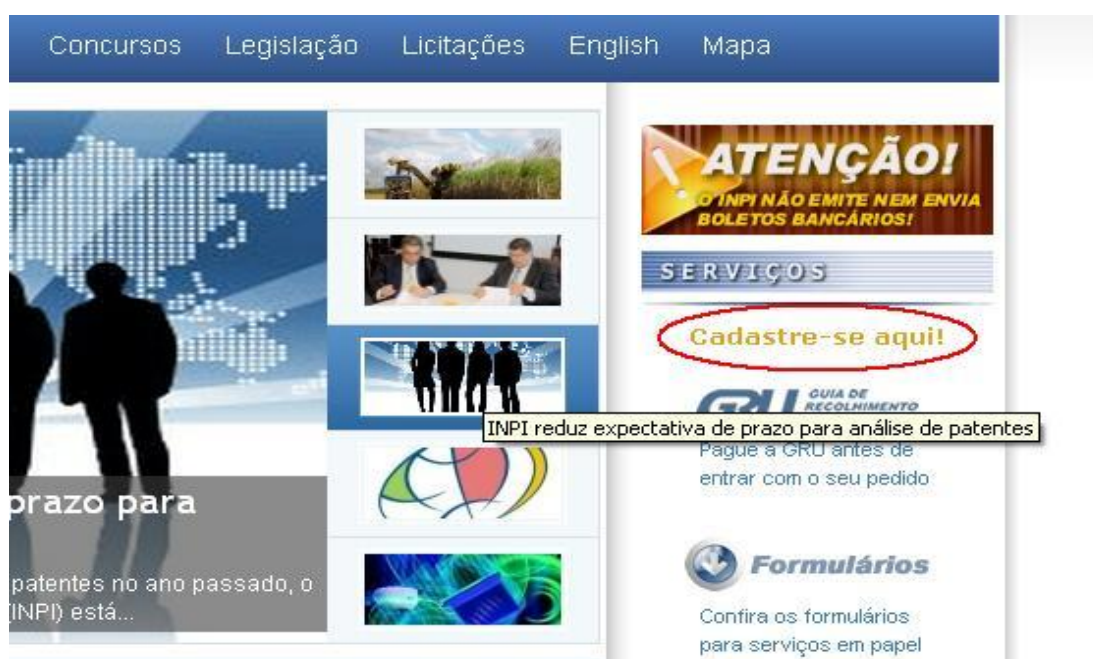 Concursos Legislação Licitações English Mapa
ATENÇÃO!
O INPI NÃO EMITE NEM ENVIA
BOLETOS BANCÁRIOS!
SERVIÇOS
Cadastre-se aqui!
GRU GUIA DE
RECOLHIMENTO
INPI reduz expectativa de prazo para análise de patentes
Pague a GRU antes de
entrar com o seu pedido
prazo para
patentes no ano passado, o
(INPI) está...
Formulários
Confira os formulários
para serviços em papel